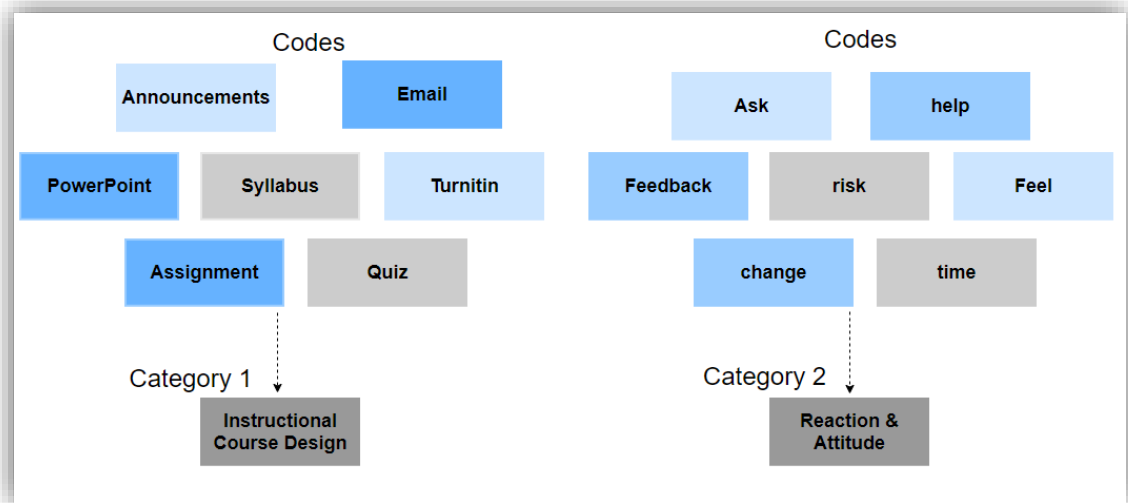 Codes
Announcements
Email
PowerPoint
Syllabus
Turnitin
Assignment
Quiz
Category 1
Instructional
Course Design
Codes
Ask
help
Feedback
risk
Feel
change
time
Category 2
Reaction &
Attitude